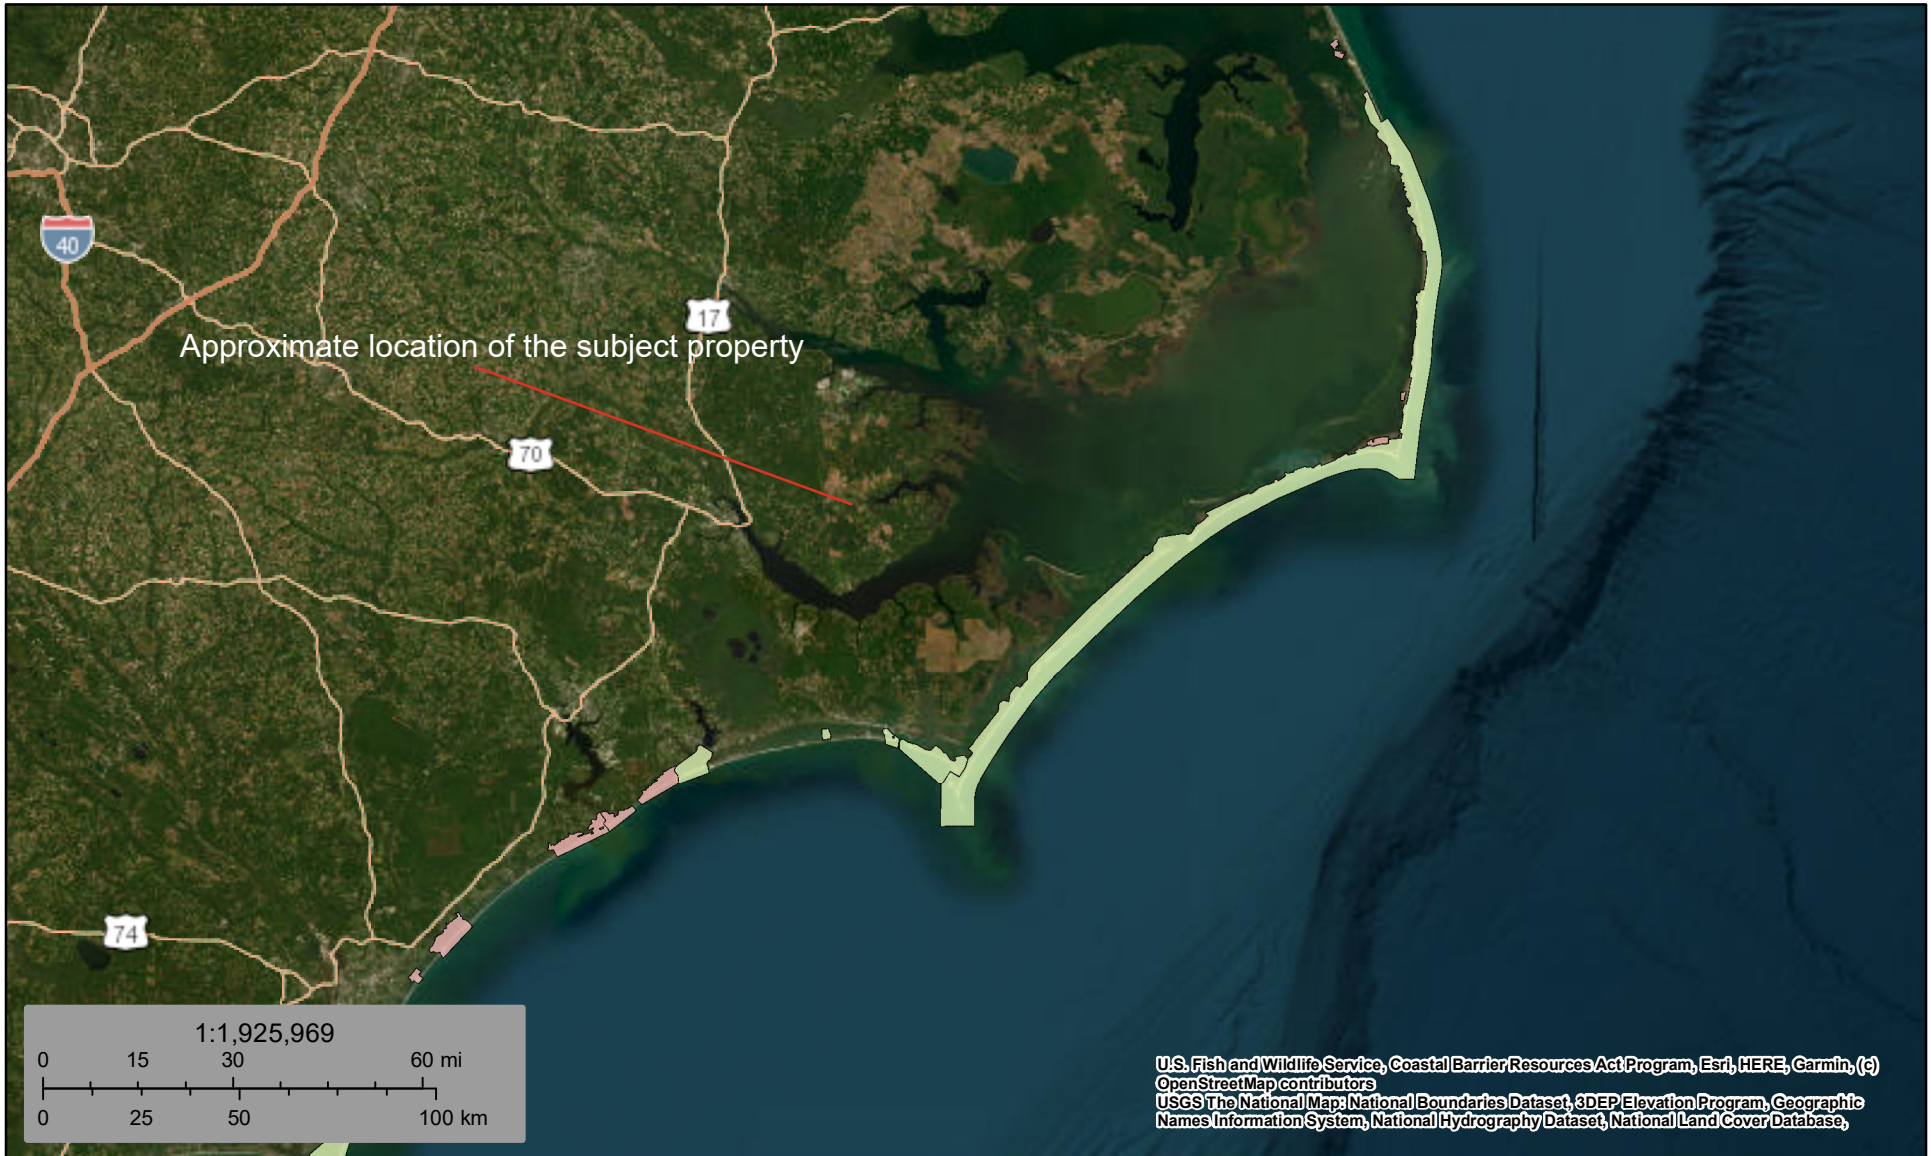 40
17
Approximate location of the subject property
70
74
1:1,925,969
0 15 30 60 mi
0 25 50 100 km
U.S. Fish and Wildlife Service, Coastal Barrier Resources Act Program, Esri, HERE, Garmin, (c)
OpenStreetMap contributors
USGS The National Map: National Boundaries Dataset, 3DEP Elevation Program, Geographic
Names Information System, National Hydrography Dataset, National Land Cover Database,